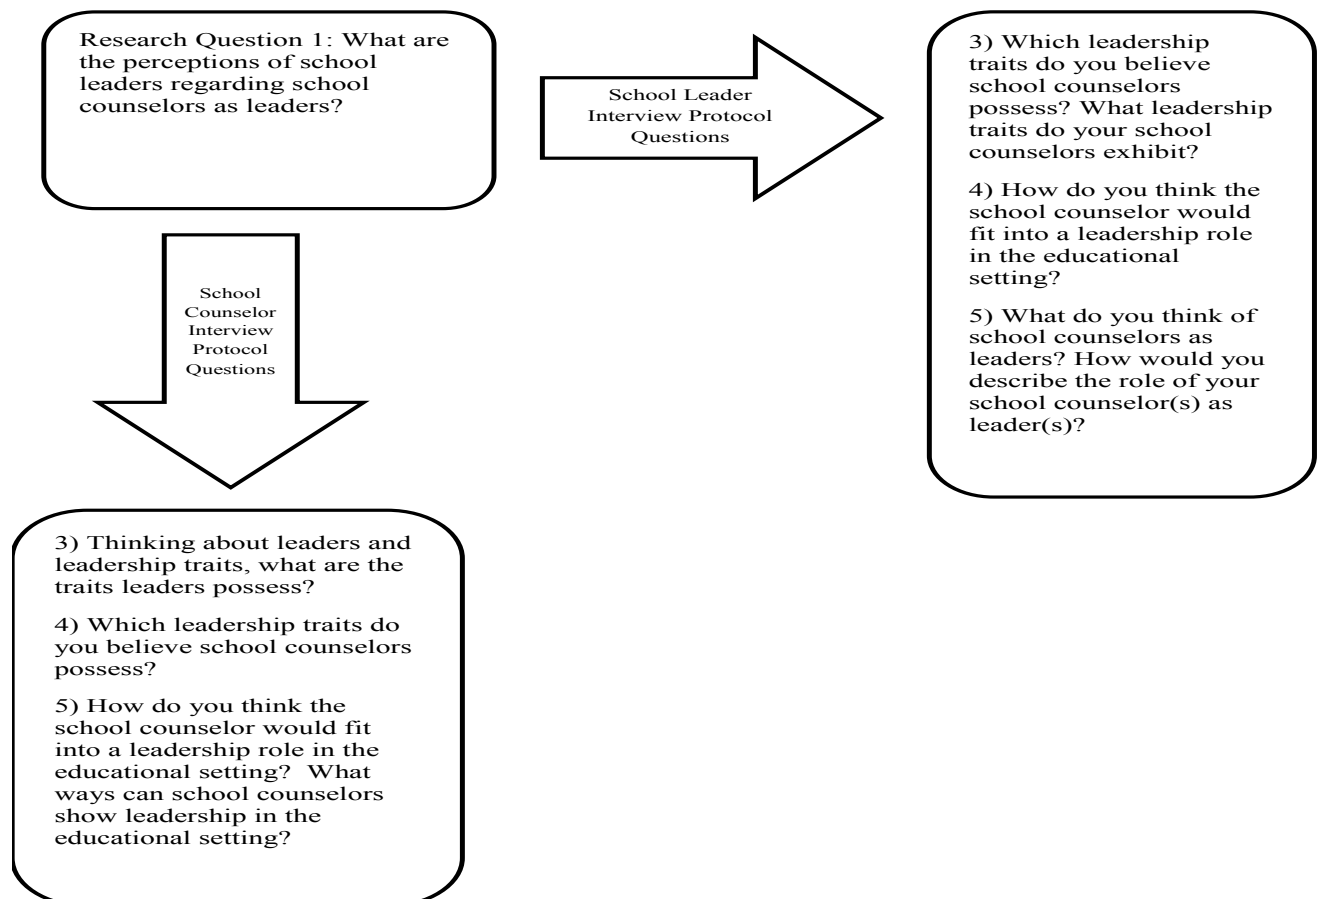 Research Question 1: What are
the perceptions of school
leaders regarding school
counselors as leaders?
School Leader
Interview Protocol
Questions
3) Which leadership
traits do you believe
school counselors
possess? What leadership
traits do your school
counselors exhibit?
4) How do you think the
school counselor would
fit into a leadership role
in the educational
setting?
5) What do you think of
school counselors as
leaders? How would you
describe the role of your
school counselor(s) as
leader(s)?
School
Counselor
Interview
Protocol
Questions
3) Thinking about leaders and
leadership traits, what are the
traits leaders possess?
4) Which leadership traits do
you believe school counselors
possess?
5) How do you think the
school counselor would fit
into a leadership role in the
educational setting?  What
ways can school counselors
show leadership in the
educational setting?